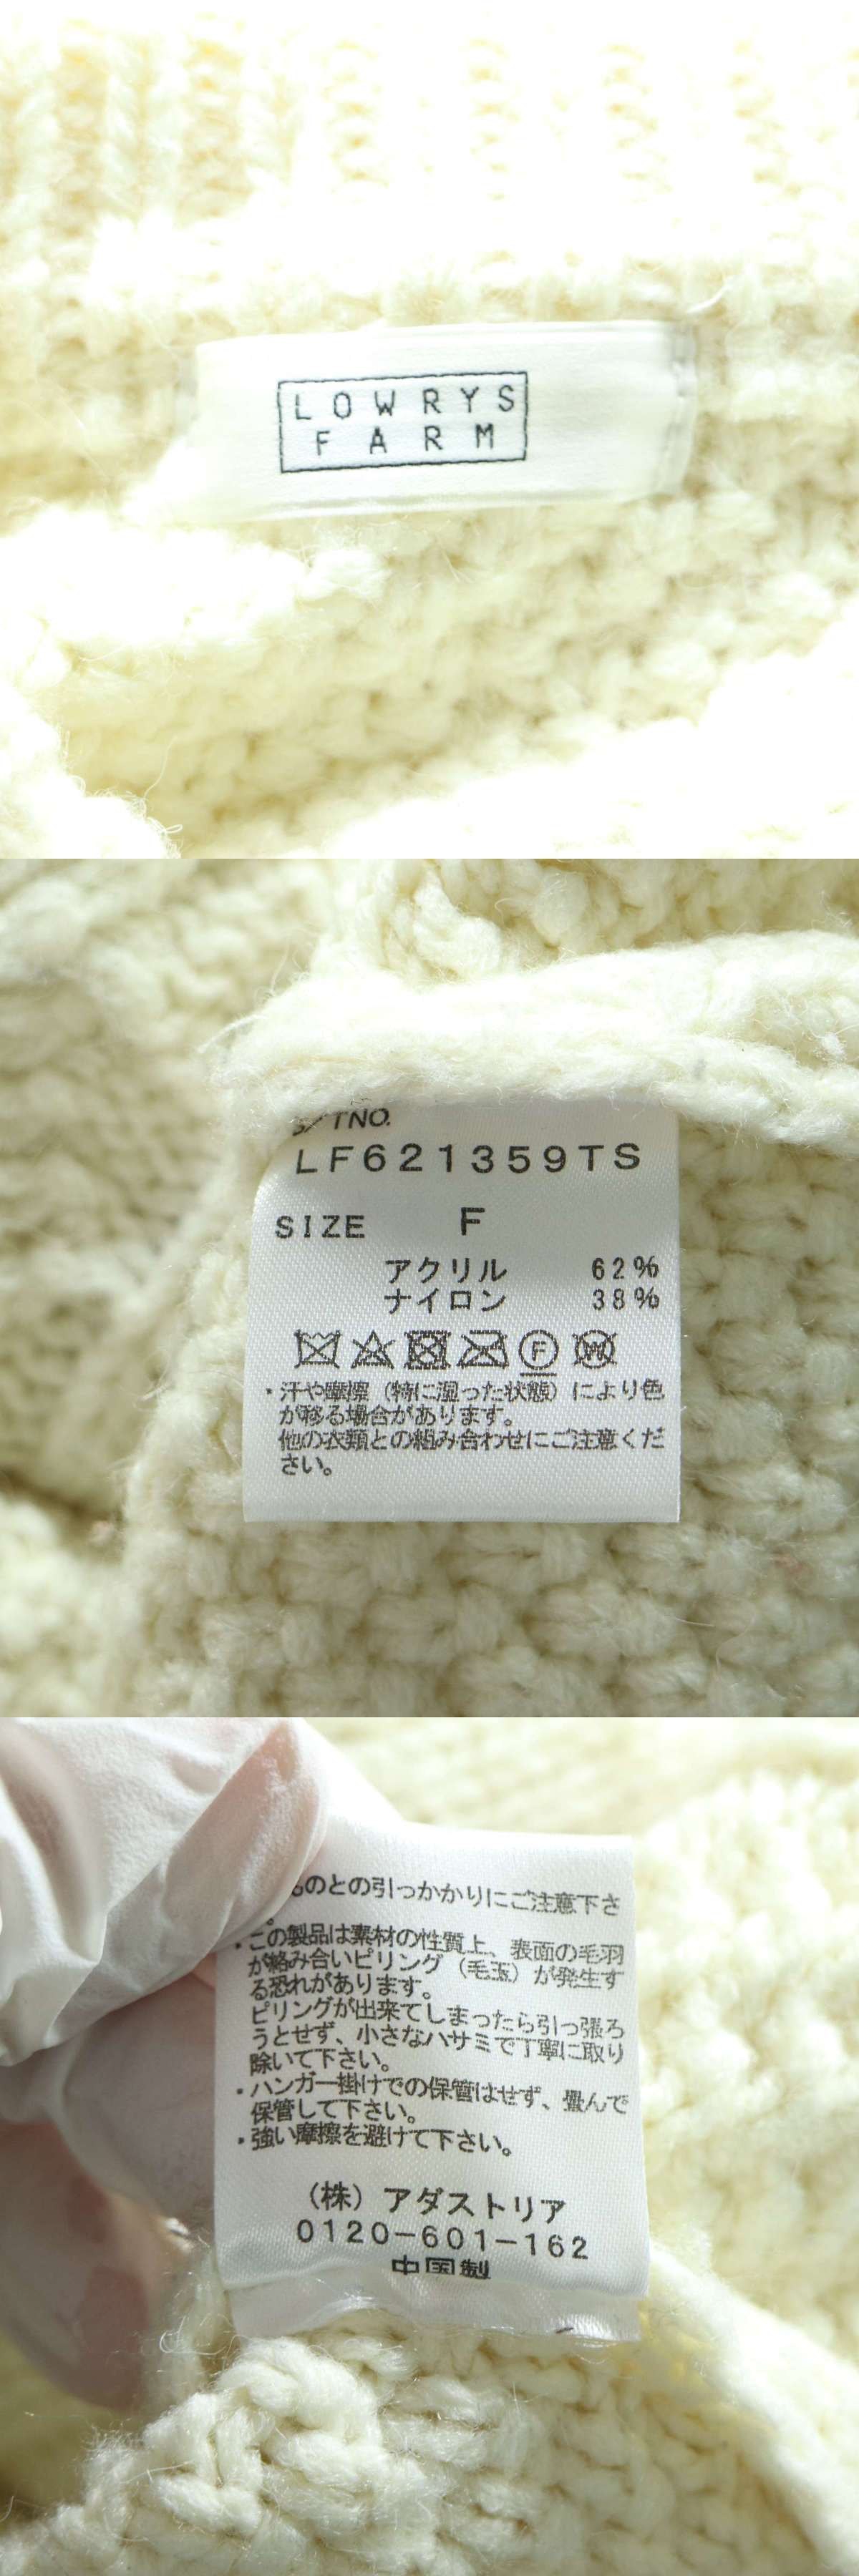 LOWRYS
FARM
S/TNO.
LF621359TS
SIZE F
アクリル 62%
ナイロン 38%
F W
・汗や摩擦（特に湿った状態）により色
が移る場合があります。
他の衣類との組み合わせにご注意くだ
さい。
ものとの引っかかりにご注意下さ
・この製品は素材の性質上、表面の毛羽
が絡み合いピリング（毛玉）が発生す
る恐れがあります。
ピリングが出来てしまったら引っ張ろ
うとせず、小さなハサミで丁寧に取り
除いて下さい。
・ハンガー掛けでの保管はせず、畳んで
保管して下さい。
・強い摩擦を避けて下さい。
（株）アダストリア
0120-601-162
中国製